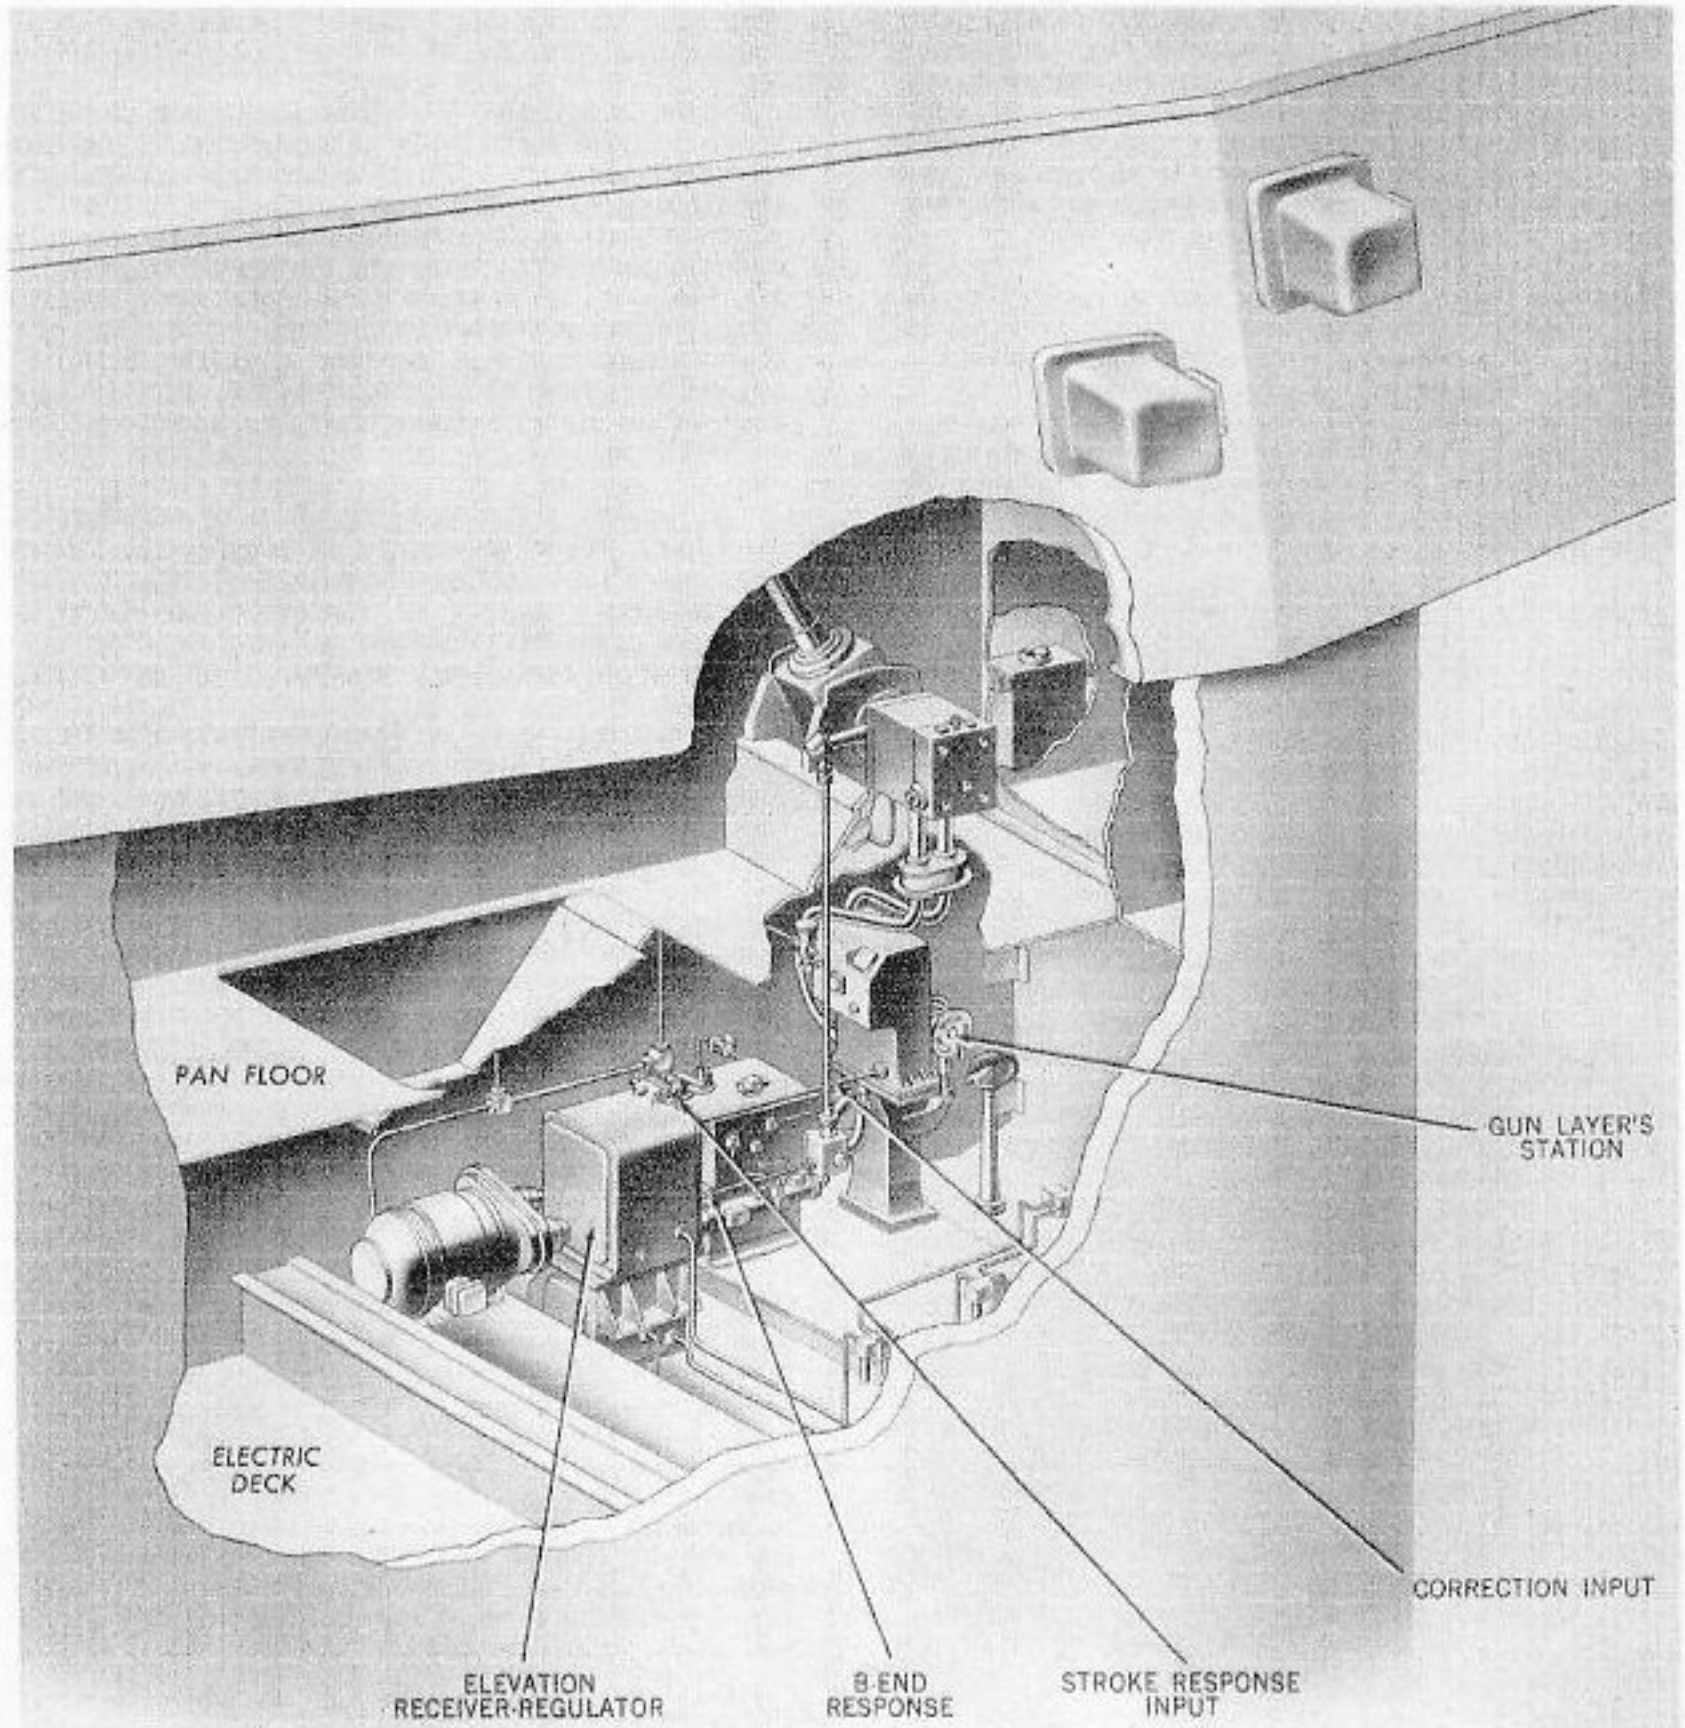 PAN FLOOR
GUN LAYER'S
STATION
ELECTRIC
DECK
CORRECTION INPUT
ELEVATION
RECEIVER-REGULATOR
B-END
RESPONSE
STROKE RESPONSE
INPUT